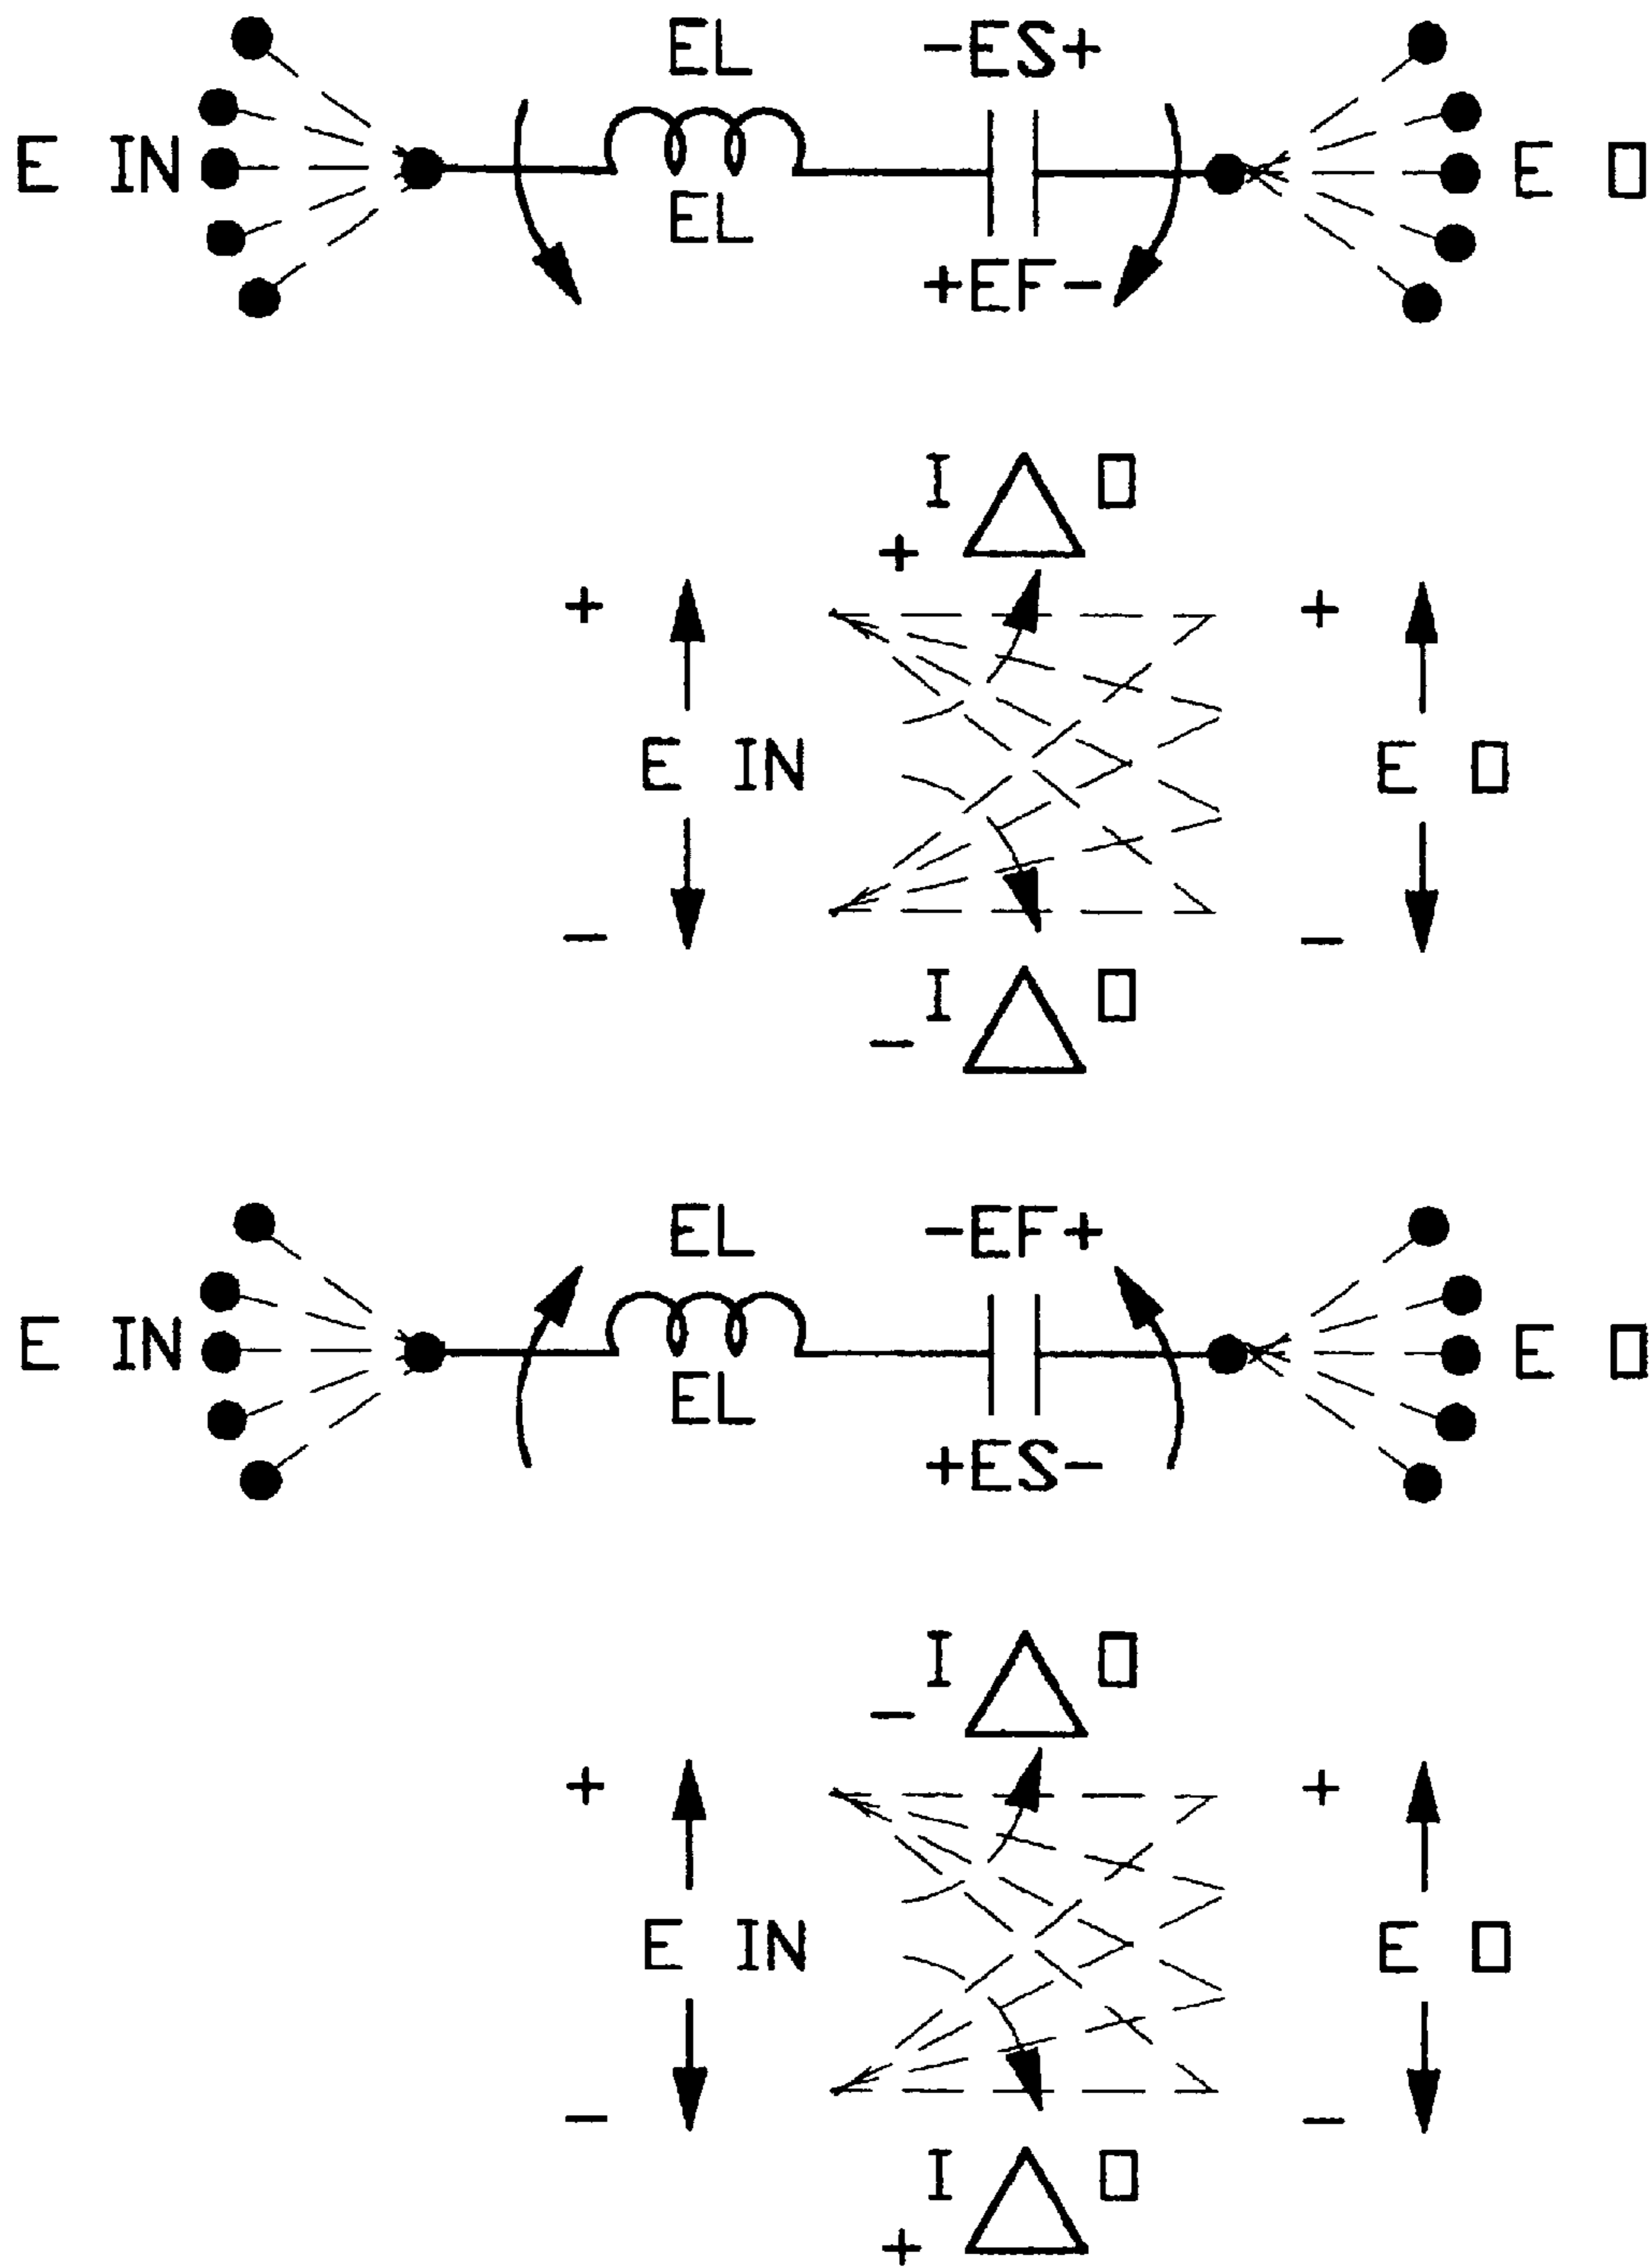 EL -ES+
E IN E O
EL
+EF-
I △ O
+
+ +
E IN E O
- -
I △ O
-
EL -EF+
E IN E O
EL
+ES-
I △ O
-
+ +
E IN E O
- -
I △ O
+